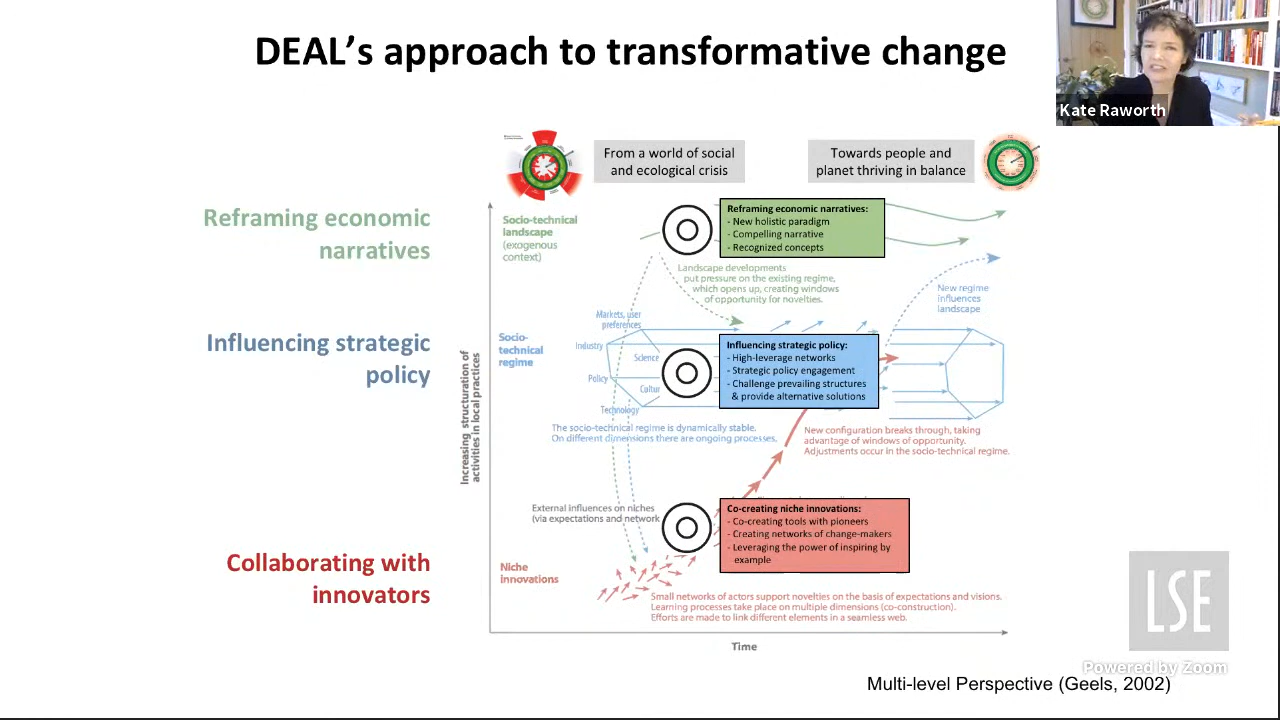 DEAL’s approach to transformative change
Kate Raworth
From a world of social
and ecological crisis
Towards people and
planet thriving in balance
Reframing economic
narratives
Socio-technical
landscape
(exogenous
context)
Reframing economic narratives:
- New holistic paradigm
- Compelling narrative
- Recognized concepts
Landscape developments
put pressure on the existing regime,
which opens up, creating windows
of opportunity for novelties.
New regime
influences
landscape
Influencing strategic
policy
Socio-
technical
regime
Markets, user
preferences
Industry
Science
Policy
Cultur
Technology
Influencing strategic policy:
- High-leverage networks
- Strategic policy engagement
- Challenge prevailing structures
& provide alternative solutions
The socio-technical regime is dynamically stable.
On different dimensions there are ongoing processes.
New configuration breaks through, taking
advantage of windows of opportunity.
Adjustments occur in the socio-technical regime.
Increasing structuration of
activities in local practices
External influences on niches
(via expectations and network
Co-creating niche innovations:
- Co-creating tools with pioneers
- Creating networks of change-makers
- Leveraging the power of inspiring by
example
Collaborating with
innovators
Niche
innovations
Small networks of actors support novelties on the basis of expectations and visions.
Learning processes take place on multiple dimensions (co-construction).
Efforts are made to link different elements in a seamless web.
Time
LSE
Powered by Zoom
Multi-level Perspective (Geels, 2002)